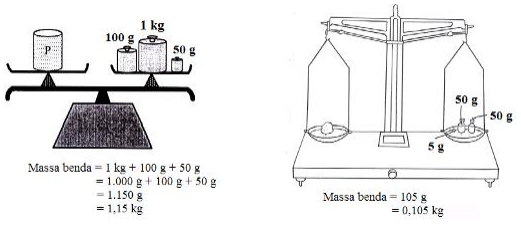 P
100 g
1 kg
50 g
Massa benda = 1 kg + 100 g + 50 g
= 1.000 g + 100 g + 50 g
= 1.150 g
= 1,15 kg
50 g
50 g
5 g
Massa benda = 105 g
= 0,105 kg